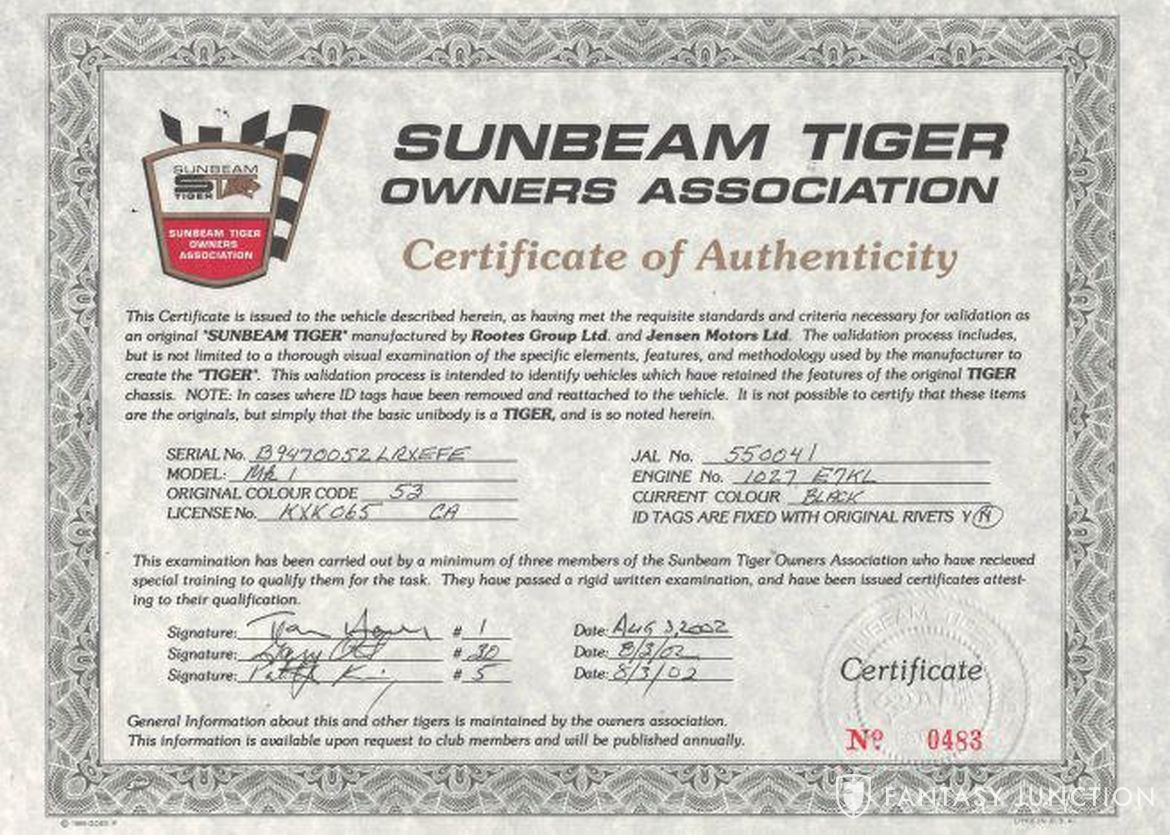 SUNBEAM TIGER
OWNERS ASSOCIATION
Certificate of Authenticity
SUNBEAM
TIGER
SUNBEAM TIGER
OWNERS
ASSOCIATION
This Certificate is issued to the vehicle described herein, as having met the requisite standards and criteria necessary for validation as
an original "SUNBEAM TIGER" manufactured by Rootes Group Ltd. and Jensen Motors Ltd. The validation process includes,
but is not limited to a thorough visual examination of the specific elements, features, and methodology used by the manufacturer to
create the "TIGER". This validation process is intended to identify vehicles which have retained the features of the original TIGER
chassis. NOTE: In cases where ID tags have been removed and reattached to the vehicle. It is not possible to certify that these items
are the originals, but simply that the basic unibody is a TIGER, and is so noted herein.
SERIAL No. B9470052LRXEFE JAL No. 550041
MODEL: MK I ENGINE No. 1027 E7KL
ORIGINAL COLOUR CODE 53 CURRENT COLOUR BLACK
LICENSE No. KXK065 CA ID TAGS ARE FIXED WITH ORIGINAL RIVETS Y N
This examination has been carried out by a minimum of three members of the Sunbeam Tiger Owners Association who have recieved
special training to qualify them for the task. They have passed a rigid written examination, and have been issued certificates attest-
ing to their qualification.
Signature: # 1 Date: AUG 3, 2002
Signature: # 30 Date: 8/3/02
Signature: # 5 Date: 8/3/02
Certificate
General Information about this and other tigers is maintained by the owners association.
This information is available upon request to club members and will be published annually.
Nº 0483
FANTASY JUNCTION